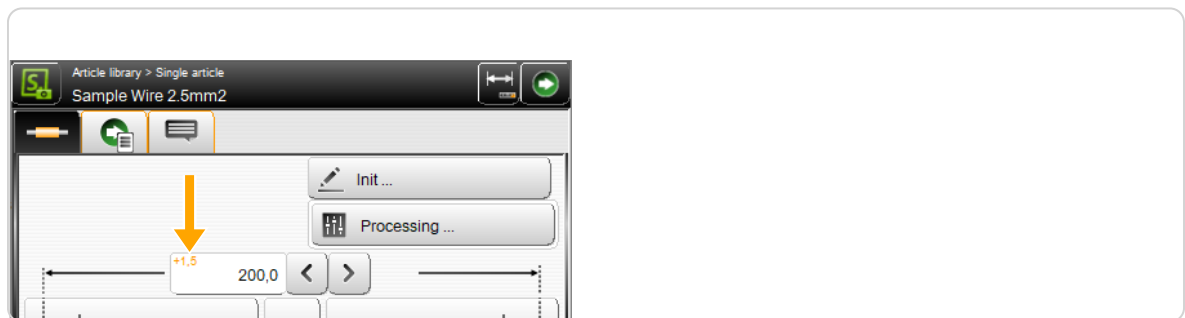 Article library > Single article
Sample Wire 2.5mm2
Init ...
Processing ...
+1,5
200,0